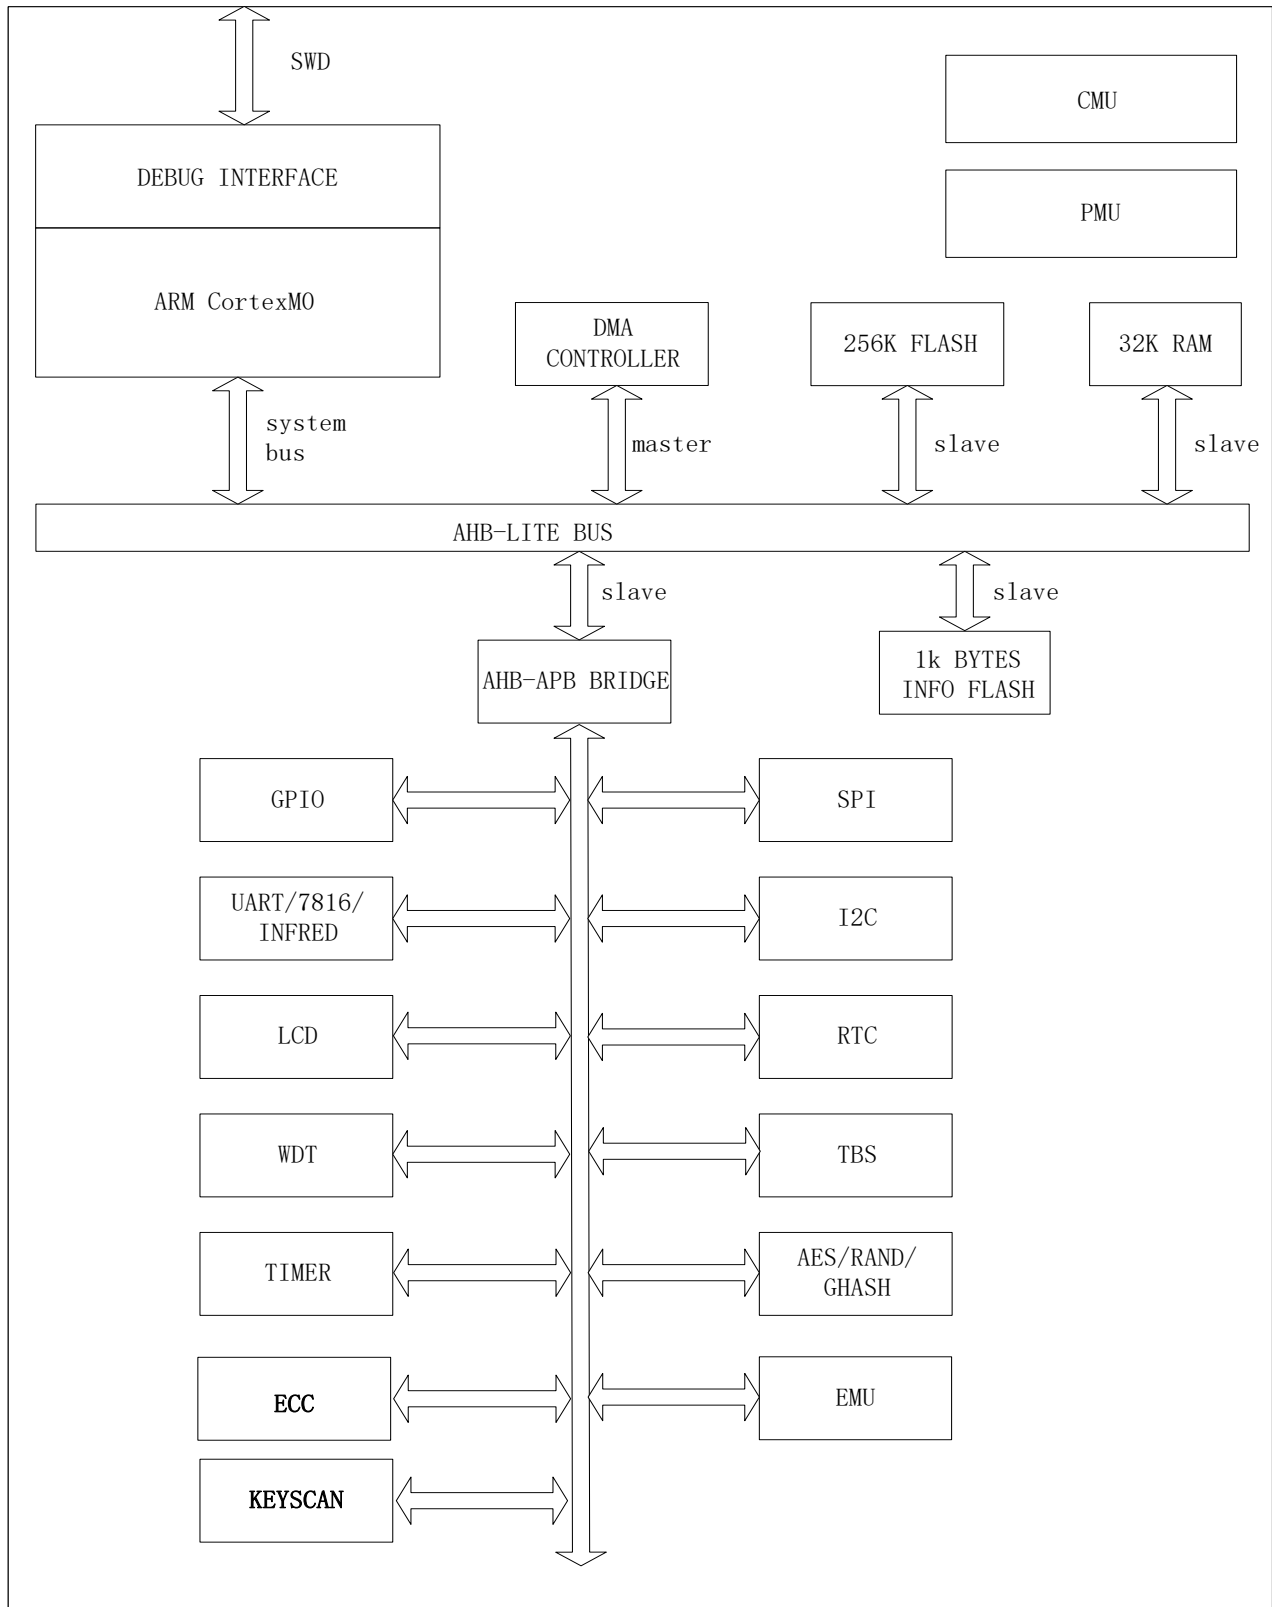 SWD
CMU
DEBUG INTERFACE
PMU
ARM CortexM0
DMA
CONTROLLER
256K FLASH
32K RAM
system
bus
master
slave
slave
AHB-LITE BUS
slave
slave
AHB-APB BRIDGE
1k BYTES
INFO FLASH
GPIO
SPI
UART/7816/
INFRED
I2C
LCD
RTC
WDT
TBS
TIMER
AES/RAND/
GHASH
ECC
EMU
KEYSCAN